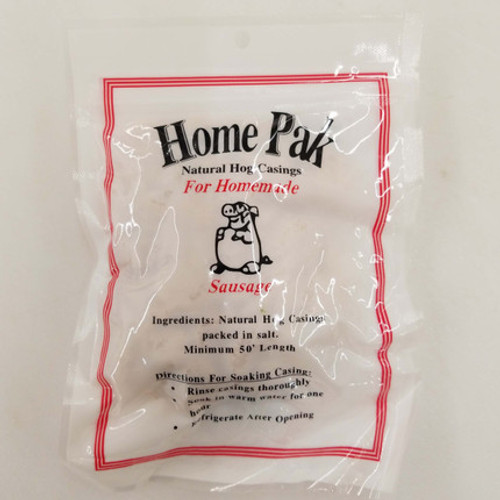 Home Pak
Natural Hog Casings
For Homemade
Sausage
Ingredients: Natural Hog Casings
packed in salt.
Minimum 50' Length
Directions For Soaking Casing:
• Rinse casings thoroughly
• Soak in warm water for one
hour
• Refrigerate After Opening